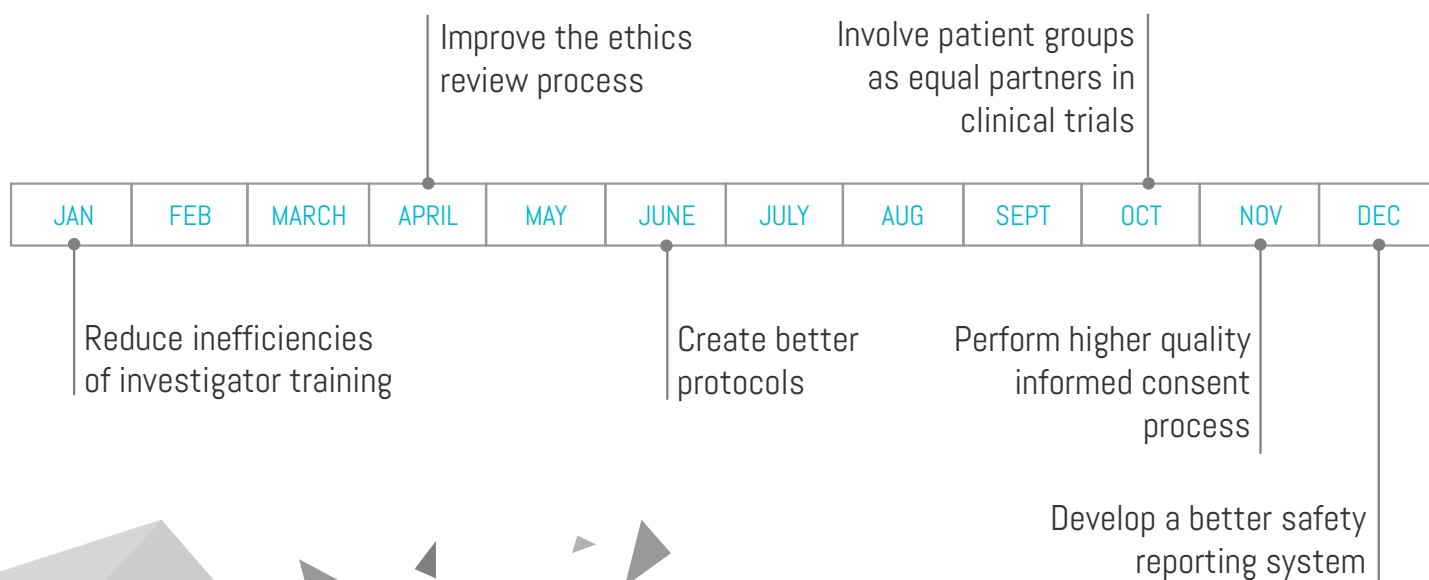 Improve the ethics
review process
Involve patient groups
as equal partners in
clinical trials
JAN FEB MARCH APRIL MAY JUNE JULY AUG SEPT OCT NOV DEC
Reduce inefficiencies
of investigator training
Create better
protocols
Perform higher quality
informed consent
process
Develop a better safety
reporting system